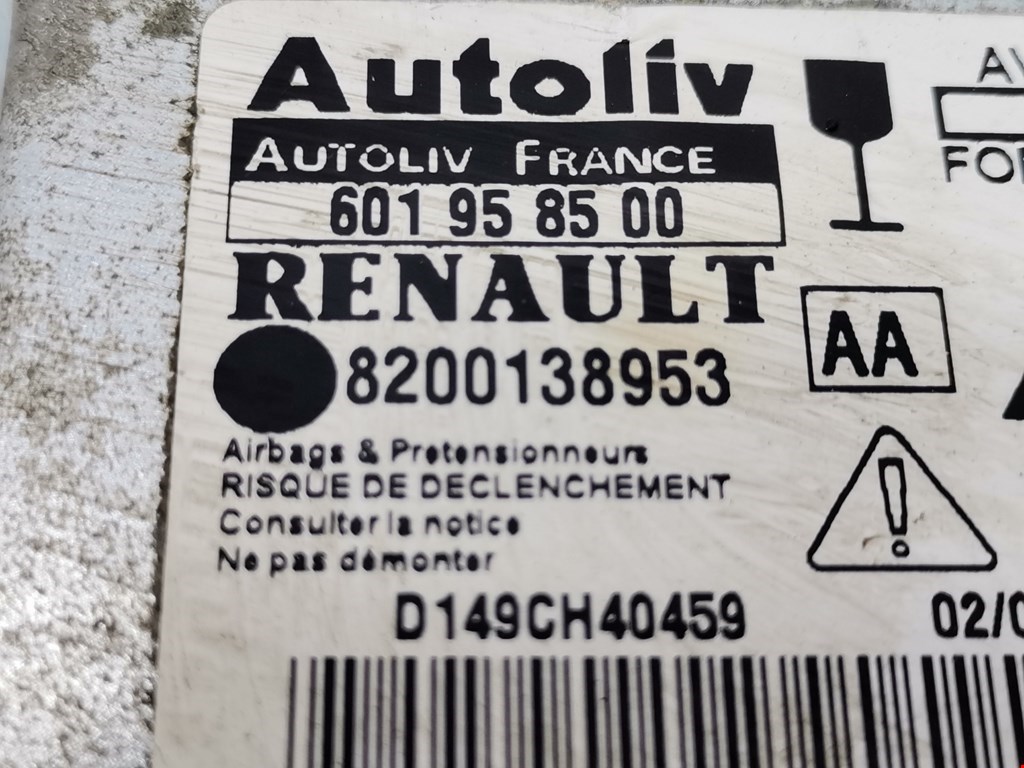 Autoliv
AUTOLIV FRANCE
601 95 85 00
RENAULT
8200138953
AA
Airbags & Pretensionneurs
RISQUE DE DECLENCHEMENT
Consulter la notice
Ne pas démonter
D149CH40459